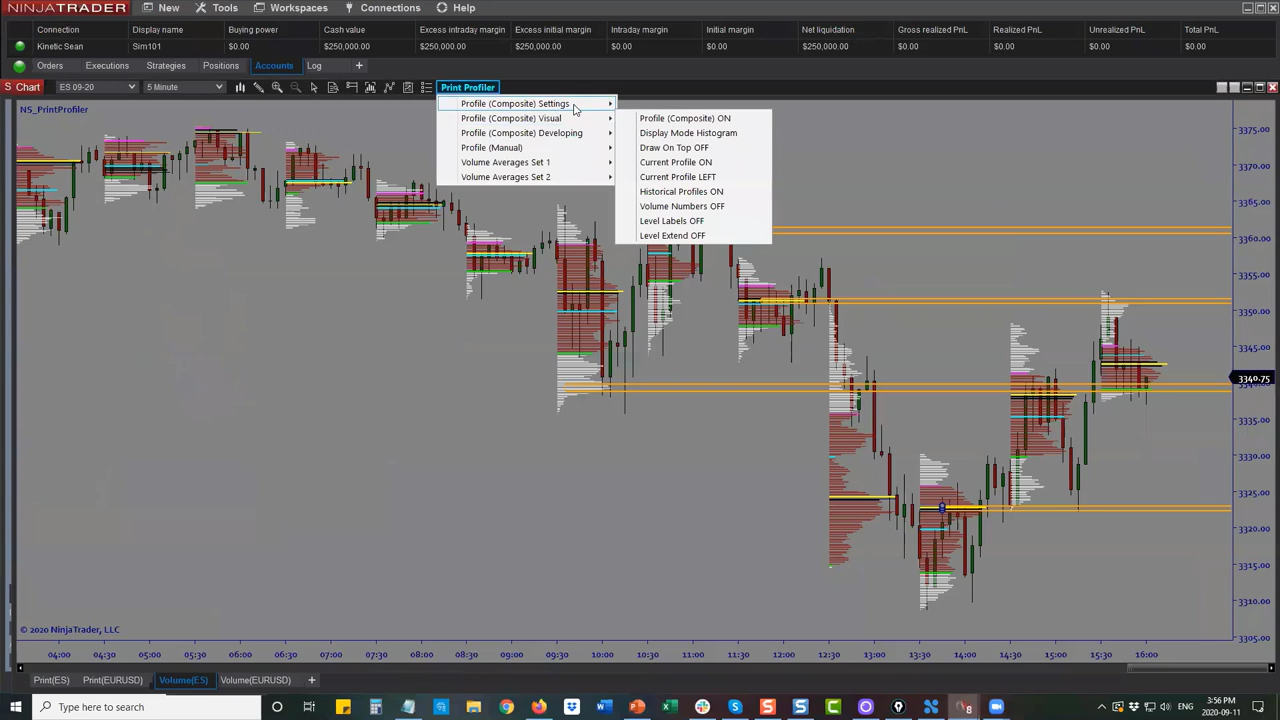 NINJATRADER New Tools Workspaces Connections Help
Connection Display name Buying power Cash value Excess intraday margin Excess initial margin Intraday margin Initial margin Net liquidation Gross realized PnL Realized PnL Unrealized PnL Total PnL
Kinetic Sean Sim101 $0.00 $250,000.00 $250,000.00 $250,000.00 $0.00 $0.00 $250,000.00 $0.00 $0.00 $0.00 $0.00
Orders Executions Strategies Positions Accounts Log +
S Chart ES 09-20 5 Minute Print Profiler
NS_PrintProfiler
Profile (Composite) Settings
Profile (Composite) Visual
Profile (Composite) Developing
Profile (Manual)
Volume Averages Set 1
Volume Averages Set 2
Profile (Composite) ON
Display Mode Histogram
Draw On Top OFF
Current Profile ON
Current Profile LEFT
Historical Profiles ON
Volume Numbers OFF
Level Labels OFF
Level Extend OFF
3375.00
3370.00
3365.00
3360.00
3355.00
3350.00
3345.00
3340.75
3335.00
3330.00
3325.00
3320.00
3315.00
3310.00
3305.00
© 2020 NinjaTrader, LLC
04:00 04:30 05:00 05:30 06:00 06:30 07:00 07:30 08:00 08:30 09:00 09:30 10:00 10:30 11:00 11:30 12:00 12:30 13:00 13:30 14:00 14:30 15:00 15:30 16:00
Print(ES) Print(EURUSD) Volume(ES) Volume(EURUSD) +
Type here to search
3:56 PM
ENG
2020-09-11